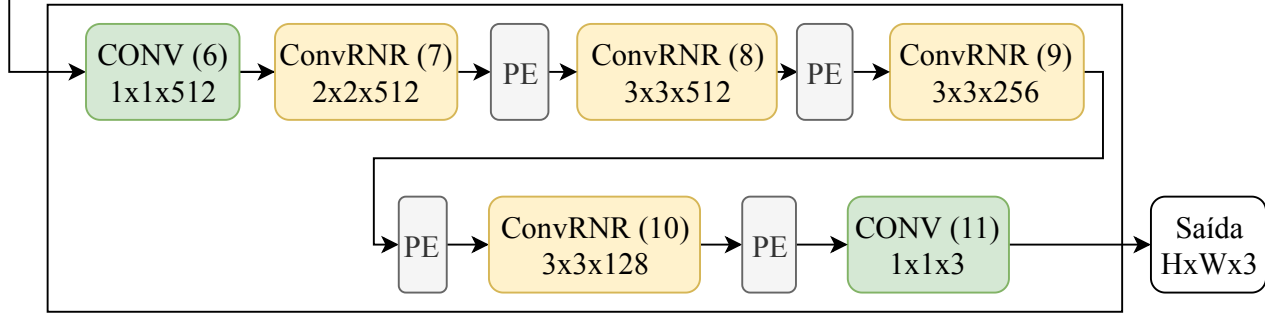 CONV (6)
1x1x512
ConvRNR (7)
2x2x512
PE
ConvRNR (8)
3x3x512
PE
ConvRNR (9)
3x3x256
PE
ConvRNR (10)
3x3x128
PE
CONV (11)
1x1x3
Saída
HxWx3